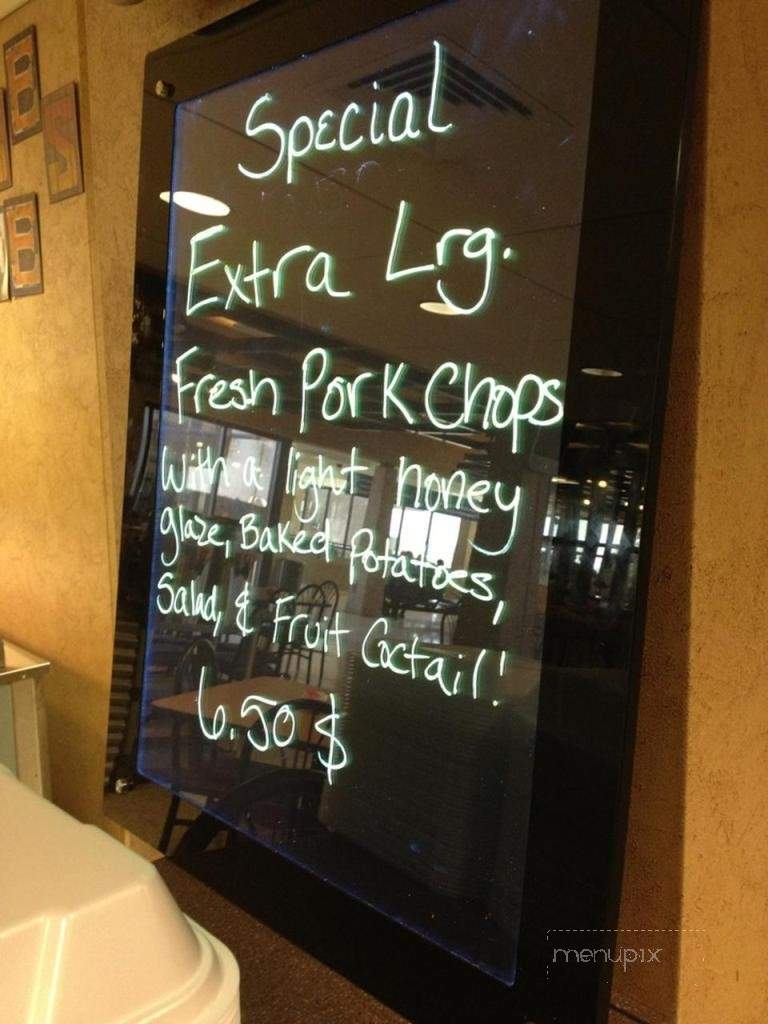 Special
Extra Lrg.
Fresh Pork Chops
with a light honey
glaze, Baked Potatoes,
Salad, & Fruit Coctail!
6.50 $
menupix